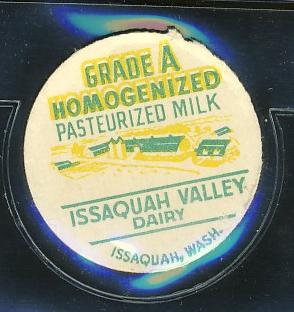 GRADE A
HOMOGENIZED
PASTEURIZED MILK
ISSAQUAH VALLEY
DAIRY
ISSAQUAH, WASH.